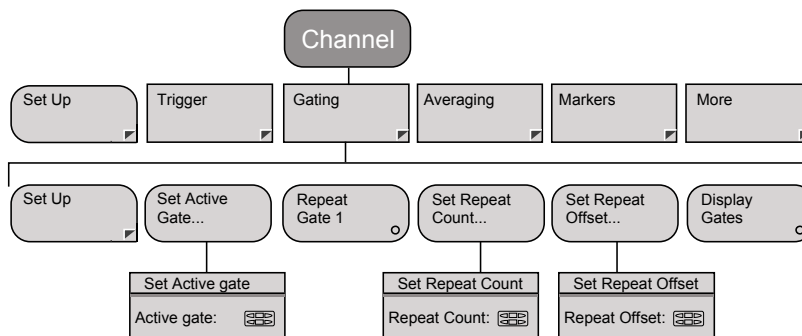 Channel
Set Up
Trigger
Gating
Averaging
Markers
More
Set Up
Set Active
Gate...
Repeat
Gate 1
Set Repeat
Count...
Set Repeat
Offset...
Display
Gates
Set Active gate
Active gate:
Set Repeat Count
Repeat Count:
Set Repeat Offset
Repeat Offset: